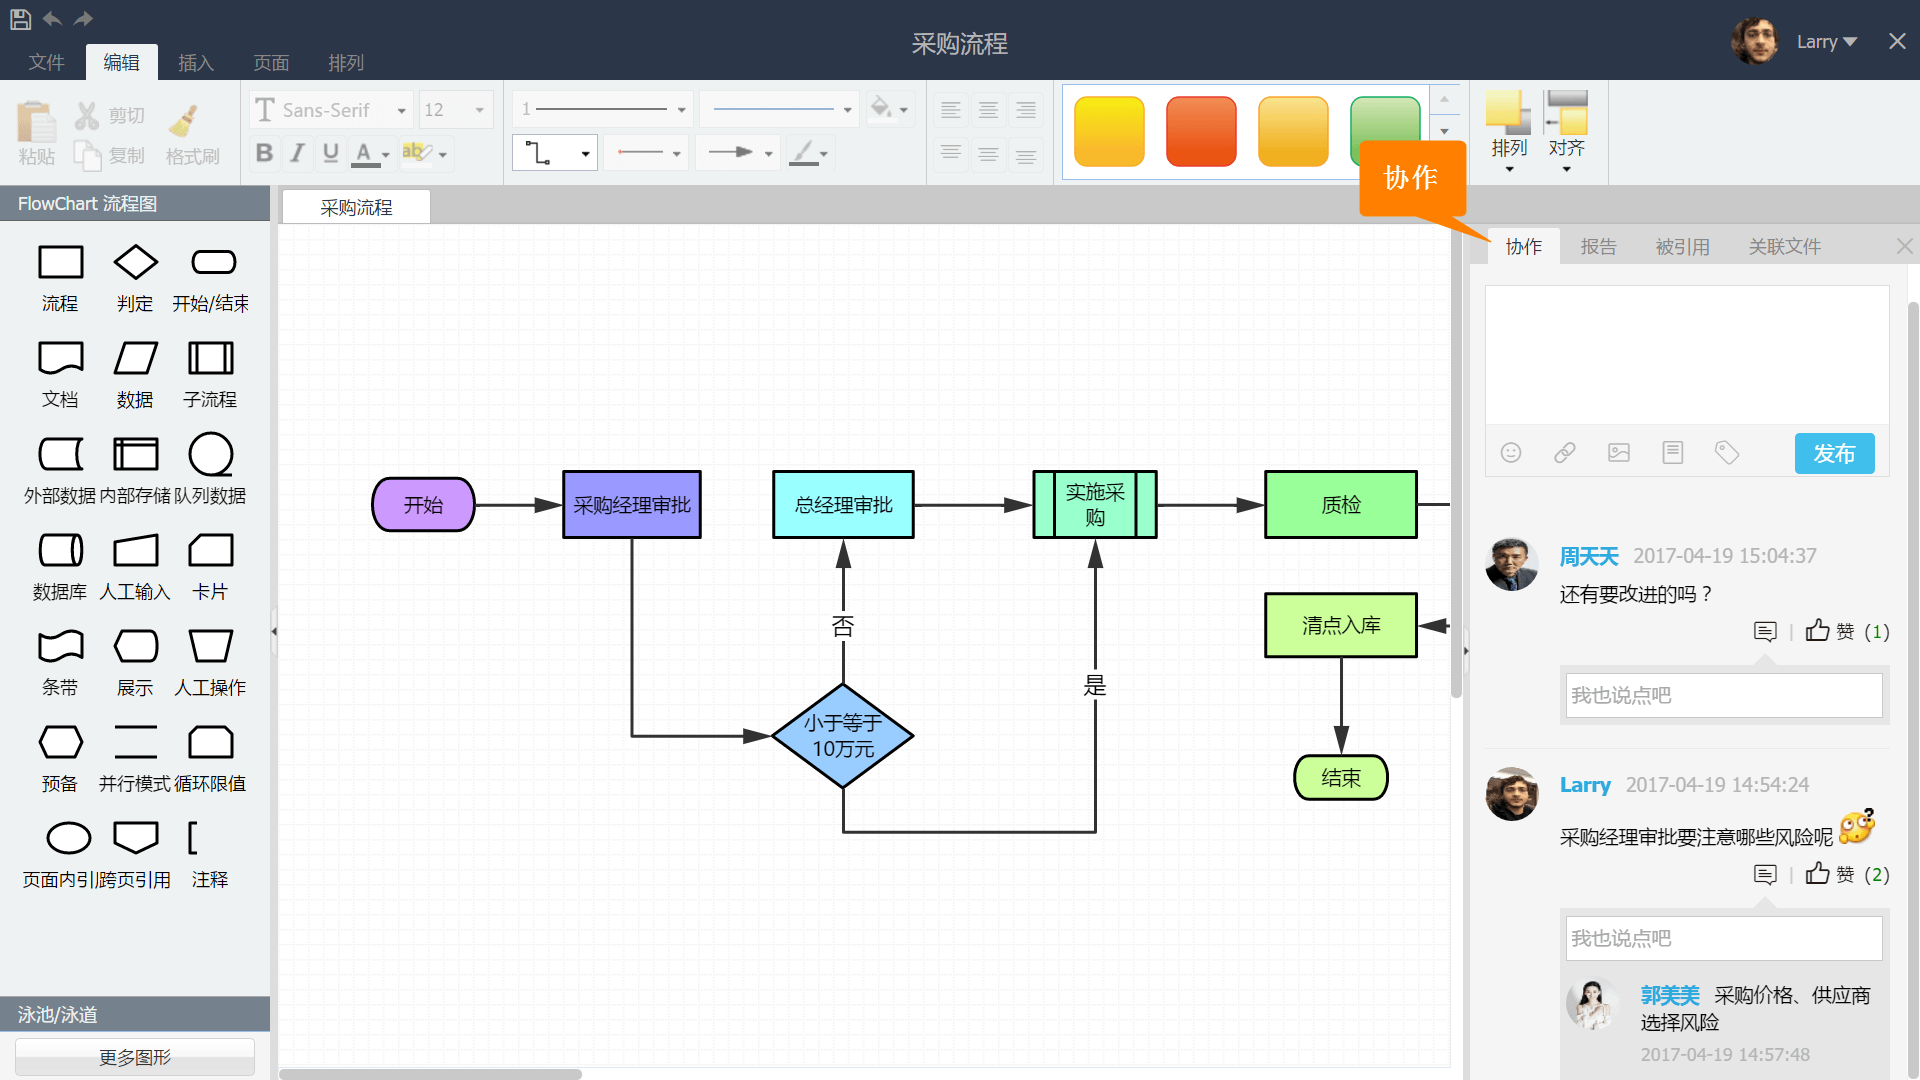 采购流程
Larry
文件 编辑 插入 页面 排列
粘贴
剪切
复制
格式刷
T Sans-Serif 12
B I U A ab
1
排列 对齐
协作
FlowChart 流程图
流程 判定 开始/结束
文档 数据 子流程
外部数据 内部存储 队列数据
数据库 人工输入 卡片
条带 展示 人工操作
预备 并行模式 循环限值
页面内引 跨页引用 注释
泳池/泳道
更多图形
采购流程
开始
采购经理审批
总经理审批
实施采
购
质检
清点入库
否
是
小于等于
10万元
结束
协作 报告 被引用 关联文件
发布
周天天 2017-04-19 15:04:37
还有要改进的吗？
赞 (1)
我也说点吧
Larry 2017-04-19 14:54:24
采购经理审批要注意哪些风险呢
赞 (2)
我也说点吧
郭美美 采购价格、供应商
选择风险
2017-04-19 14:57:48